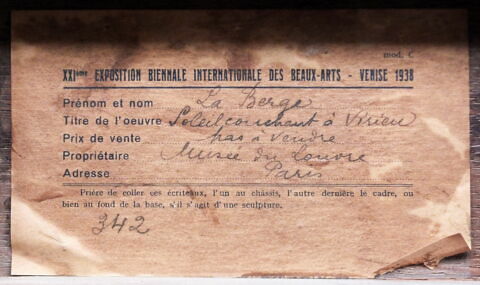 mod. C
XXIème EXPOSITION BIENNALE INTERNATIONALE DES BEAUX-ARTS - VENISE 1938
Prénom et nom La Berge
Titre de l'oeuvre Soleil couchant à Virieu
Prix de vente pas à vendre
Propriétaire Musée du Louvre
Adresse Paris
Prière de coller ces écriteaux, l'un au châssis, l'autre dernière le cadre, ou
bien au fond de la base, s'il s'agit d'une sculpture.
342